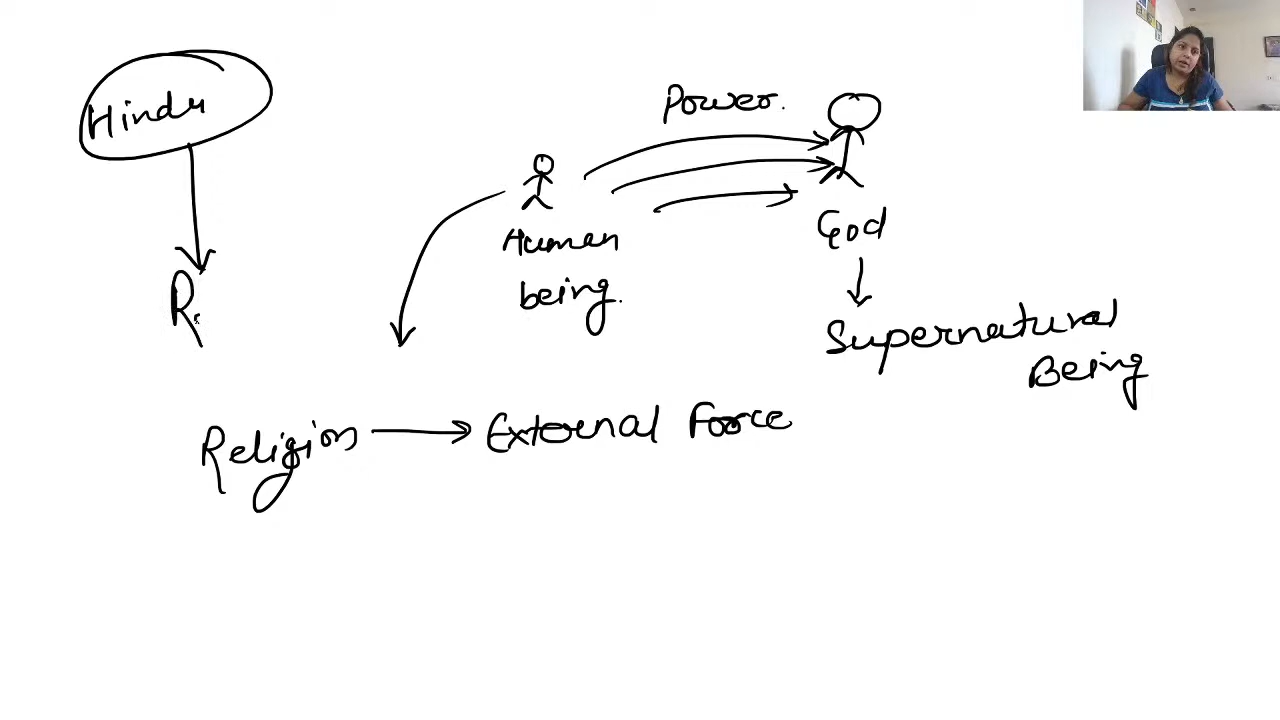 Hindu
Power.
Human
being.
God
R
Supernatural
Being
Religion → External Force